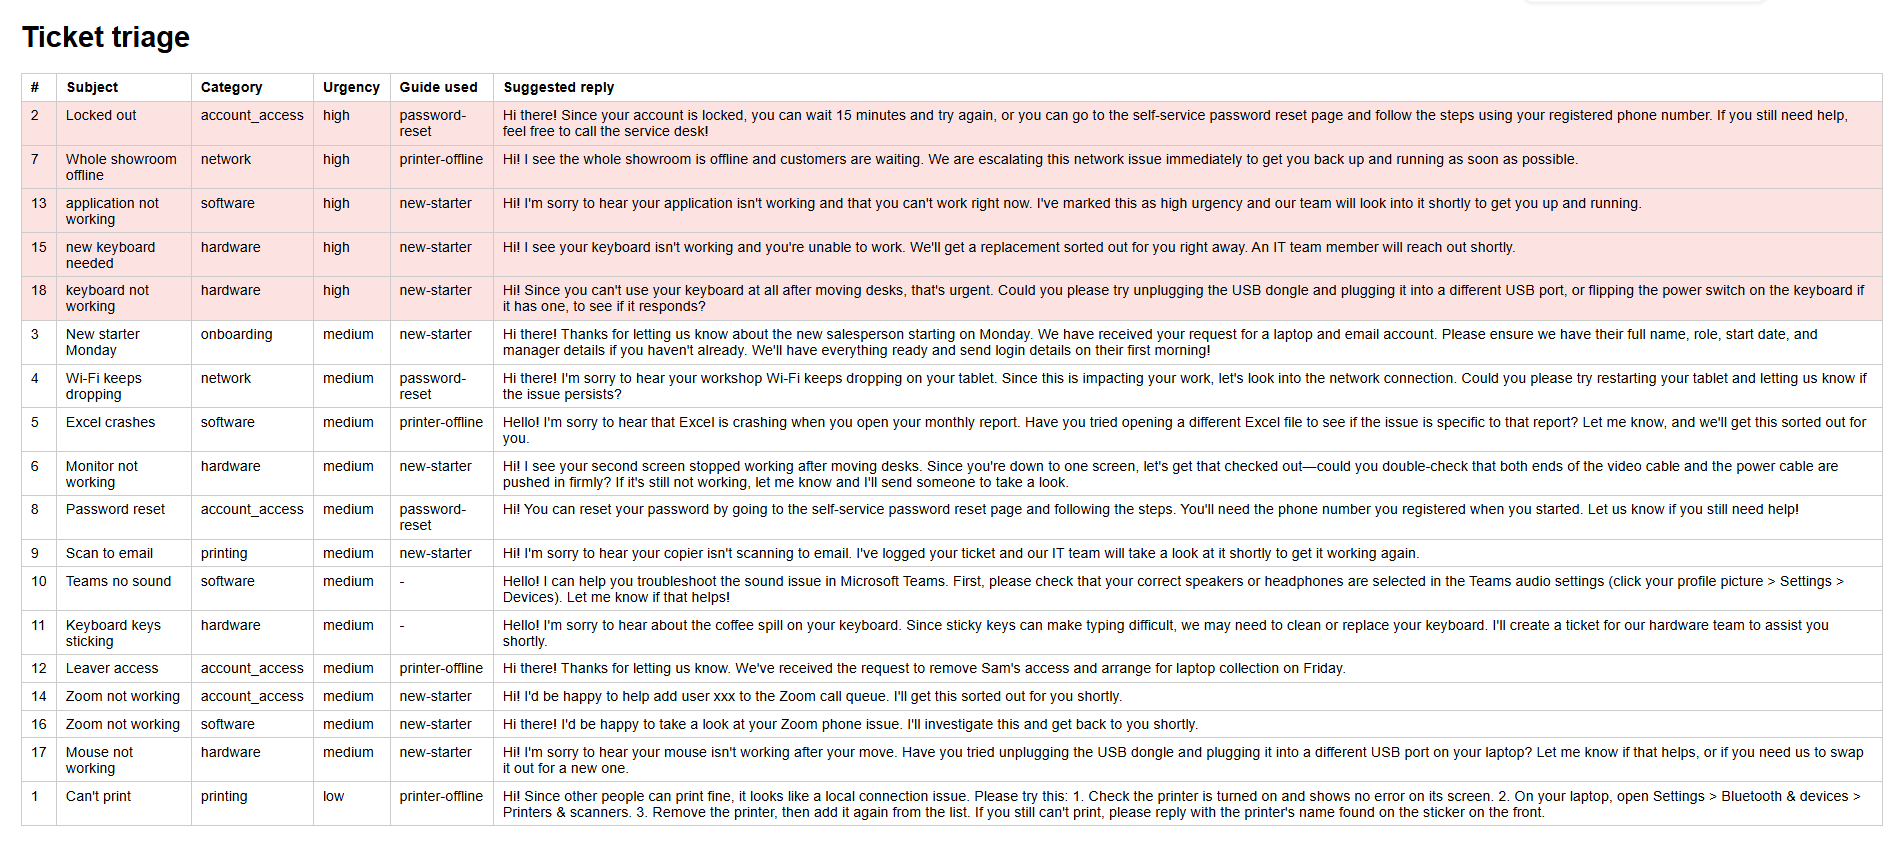 Ticket triage
# Subject Category Urgency Guide used Suggested reply
2 Locked out account_access high password-reset Hi there! Since your account is locked, you can wait 15 minutes and try again, or you can go to the self-service password reset page and follow the steps using your registered phone number. If you still need help,
feel free to call the service desk!
7 Whole showroom offline network high printer-offline Hi! I see the whole showroom is offline and customers are waiting. We are escalating this network issue immediately to get you back up and running as soon as possible.
13 application not working software high new-starter Hi! I'm sorry to hear your application isn't working and that you can't work right now. I've marked this as high urgency and our team will look into it shortly to get you up and running.
15 new keyboard needed hardware high new-starter Hi! I see your keyboard isn't working and you're unable to work. We'll get a replacement sorted out for you right away. An IT team member will reach out shortly.
18 keyboard not working hardware high new-starter Hi! Since you can't use your keyboard at all after moving desks, that's urgent. Could you please try unplugging the USB dongle and plugging it into a different USB port, or flipping the power switch on the keyboard if
it has one, to see if it responds?
3 New starter Monday onboarding medium new-starter Hi there! Thanks for letting us know about the new salesperson starting on Monday. We have received your request for a laptop and email account. Please ensure we have their full name, role, start date, and
manager details if you haven't already. We'll have everything ready and send login details on their first morning!
4 Wi-Fi keeps dropping network medium password-reset Hi there! I'm sorry to hear your workshop Wi-Fi keeps dropping on your tablet. Since this is impacting your work, let's look into the network connection. Could you please try restarting your tablet and letting us know if
the issue persists?
5 Excel crashes software medium printer-offline Hello! I'm sorry to hear that Excel is crashing when you open your monthly report. Have you tried opening a different Excel file to see if the issue is specific to that report? Let me know, and we'll get this sorted out for
you.
6 Monitor not working hardware medium new-starter Hi! I see your second screen stopped working after moving desks. Since you're down to one screen, let's get that checked out—could you double-check that both ends of the video cable and the power cable are
pushed in firmly? If it's still not working, let me know and I'll send someone to take a look.
8 Password reset account_access medium password-reset Hi! You can reset your password by going to the self-service password reset page and following the steps. You'll need the phone number you registered when you started. Let us know if you still need help!
9 Scan to email printing medium new-starter Hi! I'm sorry to hear your copier isn't scanning to email. I've logged your ticket and our IT team will take a look at it shortly to get it working again.
10 Teams no sound software medium - Hello! I can help you troubleshoot the sound issue in Microsoft Teams. First, please check that your correct speakers or headphones are selected in the Teams audio settings (click your profile picture > Settings >
Devices). Let me know if that helps!
11 Keyboard keys sticking hardware medium - Hello! I'm sorry to hear about the coffee spill on your keyboard. Since sticky keys can make typing difficult, we may need to clean or replace your keyboard. I'll create a ticket for our hardware team to assist you
shortly.
12 Leaver access account_access medium printer-offline Hi there! Thanks for letting us know. We've received the request to remove Sam's access and arrange for laptop collection on Friday.
14 Zoom not working account_access medium new-starter Hi! I'd be happy to help add user xxx to the Zoom call queue. I'll get this sorted out for you shortly.
16 Zoom not working software medium new-starter Hi there! I'd be happy to take a look at your Zoom phone issue. I'll investigate this and get back to you shortly.
17 Mouse not working hardware medium new-starter Hi! I'm sorry to hear your mouse isn't working after your move. Have you tried unplugging the USB dongle and plugging it into a different USB port on your laptop? Let me know if that helps, or if you need us to swap
it out for a new one.
1 Can't print printing low printer-offline Hi! Since other people can print fine, it looks like a local connection issue. Please try this: 1. Check the printer is turned on and shows no error on its screen. 2. On your laptop, open Settings > Bluetooth & devices >
Printers & scanners. 3. Remove the printer, then add it again from the list. If you still can't print, please reply with the printer's name found on the sticker on the front.